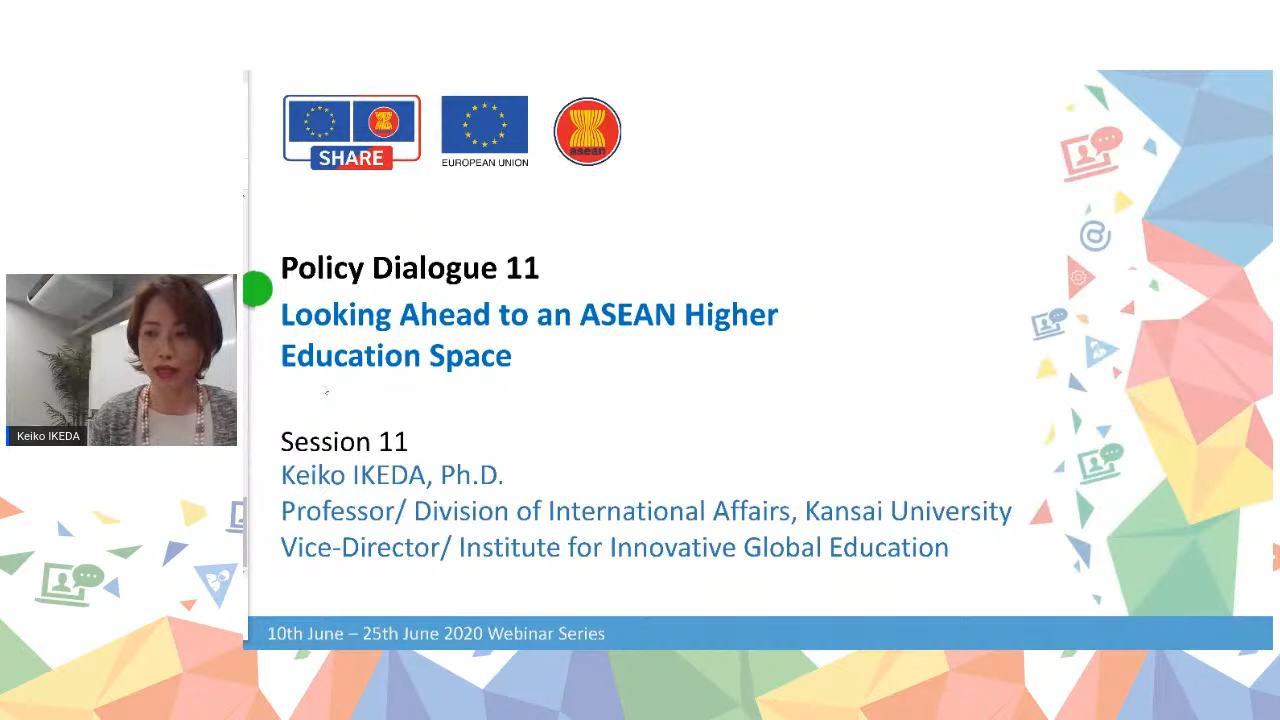 SHARE
EUROPEAN UNION
asean
Policy Dialogue 11
Looking Ahead to an ASEAN Higher
Education Space
Session 11
Keiko IKEDA, Ph.D.
Professor/ Division of International Affairs, Kansai University
Vice-Director/ Institute for Innovative Global Education
Keiko IKEDA
10th June – 25th June 2020 Webinar Series